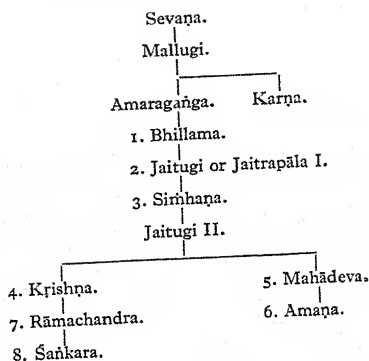 Sevaṇa.
Mallugi.
Amaragaṅga. Karṇa.
1. Bhillama.
2. Jaitugi or Jaitrapāla I.
3. Siṁhaṇa.
Jaitugi II.
4. Kṛishṇa. 5. Mahādeva.
7. Rāmachandra. 6. Amaṇa.
8. Śaṅkara.